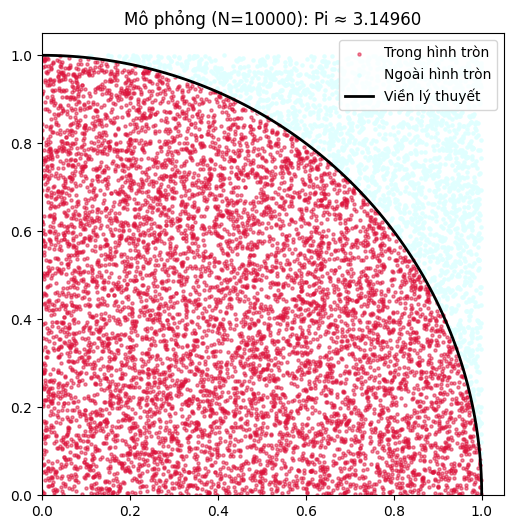 Mô phỏng (N=10000): Pi ≈ 3.14960
Trong hình tròn
Ngoài hình tròn
Viền lý thuyết
1.0
0.8
0.6
0.4
0.2
0.0
0.0 0.2 0.4 0.6 0.8 1.0